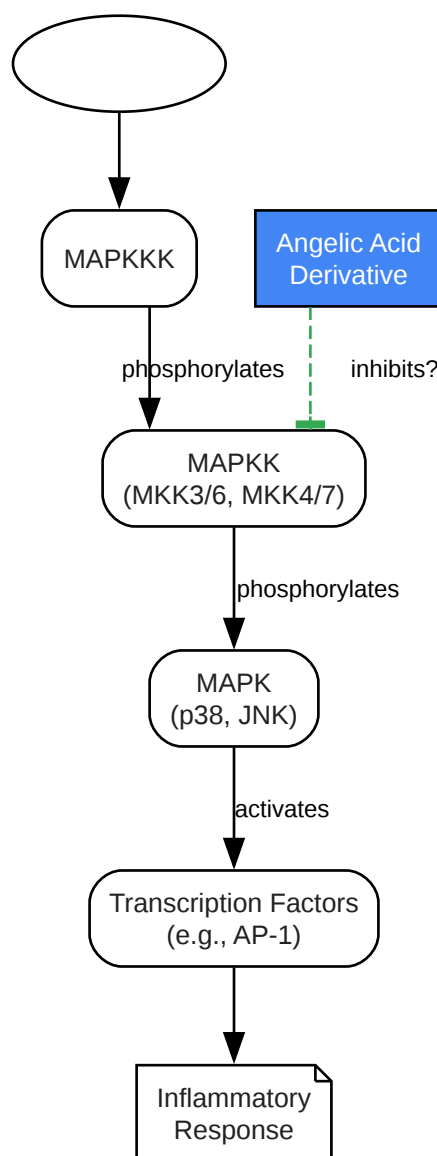 MAPKKK
Angelic Acid
Derivative
phosphorylates
inhibits?
MAPKK
(MKK3/6, MKK4/7)
phosphorylates
MAPK
(p38, JNK)
activates
Transcription Factors
(e.g., AP-1)
Inflammatory
Response